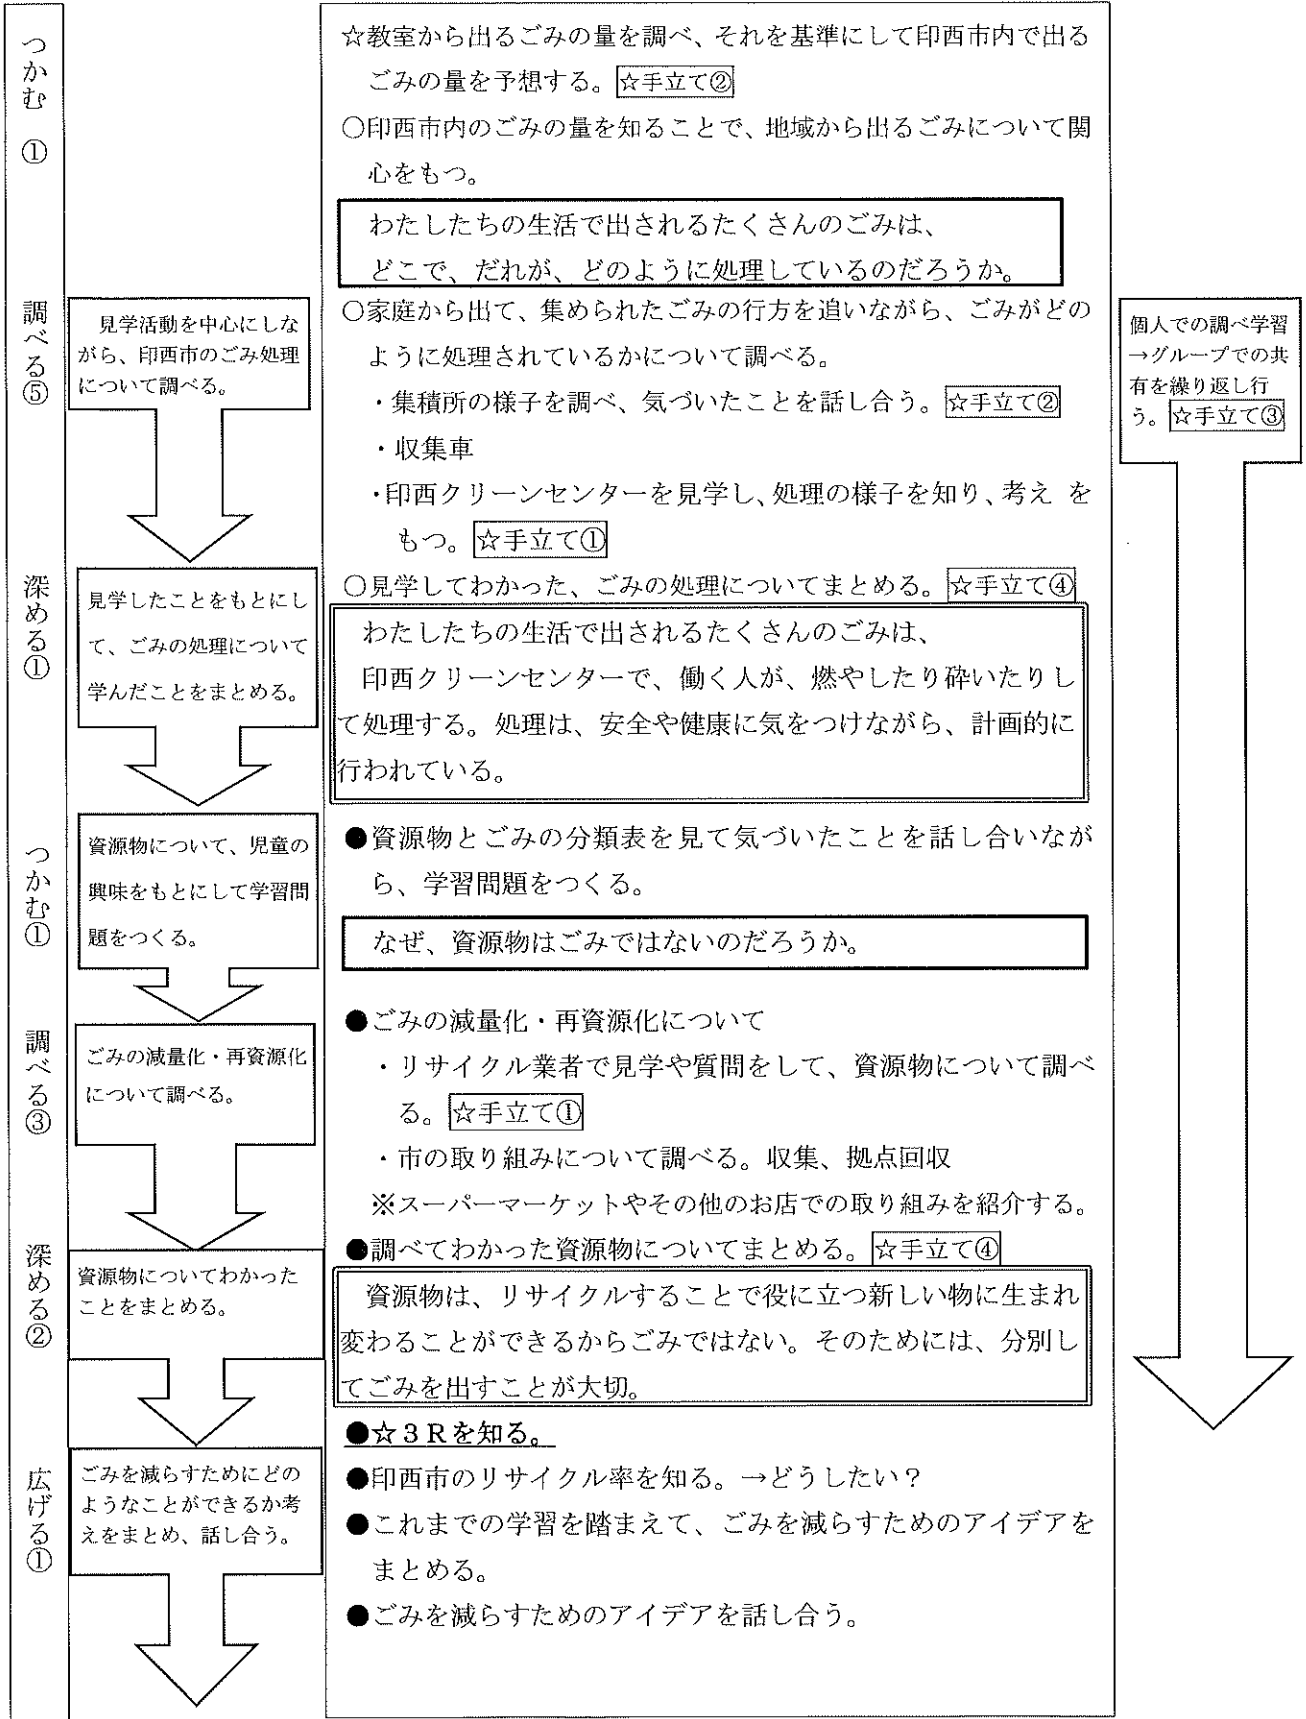 つかむ ①
☆教室から出るごみの量を調べ、それを基準にして印西市内で出る
ごみの量を予想する。☆手立て②
○印西市内のごみの量を知ることで、地域から出るごみについて関
心をもつ。
わたしたちの生活で出されるたくさんのごみは、
どこで、だれが、どのように処理しているのだろうか。
調べる⑤
見学活動を中心にしな
がら、印西市のごみ処理
について調べる。
○家庭から出て、集められたごみの行方を追いながら、ごみがどの
ように処理されているかについて調べる。
・集積所の様子を調べ、気づいたことを話し合う。☆手立て②
・収集車
・印西クリーンセンターを見学し、処理の様子を知り、考え を
もつ。☆手立て①
個人での調べ学習
→グループでの共
有を繰り返し行
う。☆手立て③
深める①
見学したことをもとにし
て、ごみの処理について
学んだことをまとめる。
○見学してわかった、ごみの処理についてまとめる。☆手立て④
わたしたちの生活で出されるたくさんのごみは、
印西クリーンセンターで、働く人が、燃やしたり砕いたりし
て処理する。処理は、安全や健康に気をつけながら、計画的に
行われている。
つかむ①
資源物について、児童の
興味をもとにして学習問
題をつくる。
●資源物とごみの分類表を見て気づいたことを話し合いなが
ら、学習問題をつくる。
なぜ、資源物はごみではないのだろうか。
調べる③
ごみの減量化・再資源化
について調べる。
●ごみの減量化・再資源化について
・リサイクル業者で見学や質問をして、資源物について調べ
る。☆手立て①
・市の取り組みについて調べる。収集、拠点回収
※スーパーマーケットやその他のお店での取り組みを紹介する。
深める②
資源物についてわかった
ことをまとめる。
●調べてわかった資源物についてまとめる。☆手立て④
資源物は、リサイクルすることで役に立つ新しい物に生まれ
変わることができるからごみではない。そのためには、分別し
てごみを出すことが大切。
●☆3Rを知る。
広げる①
ごみを減らすためにどの
ようなことができるか考
えをまとめ、話し合う。
●印西市のリサイクル率を知る。→どうしたい？
●これまでの学習を踏まえて、ごみを減らすためのアイデアを
まとめる。
●ごみを減らすためのアイデアを話し合う。